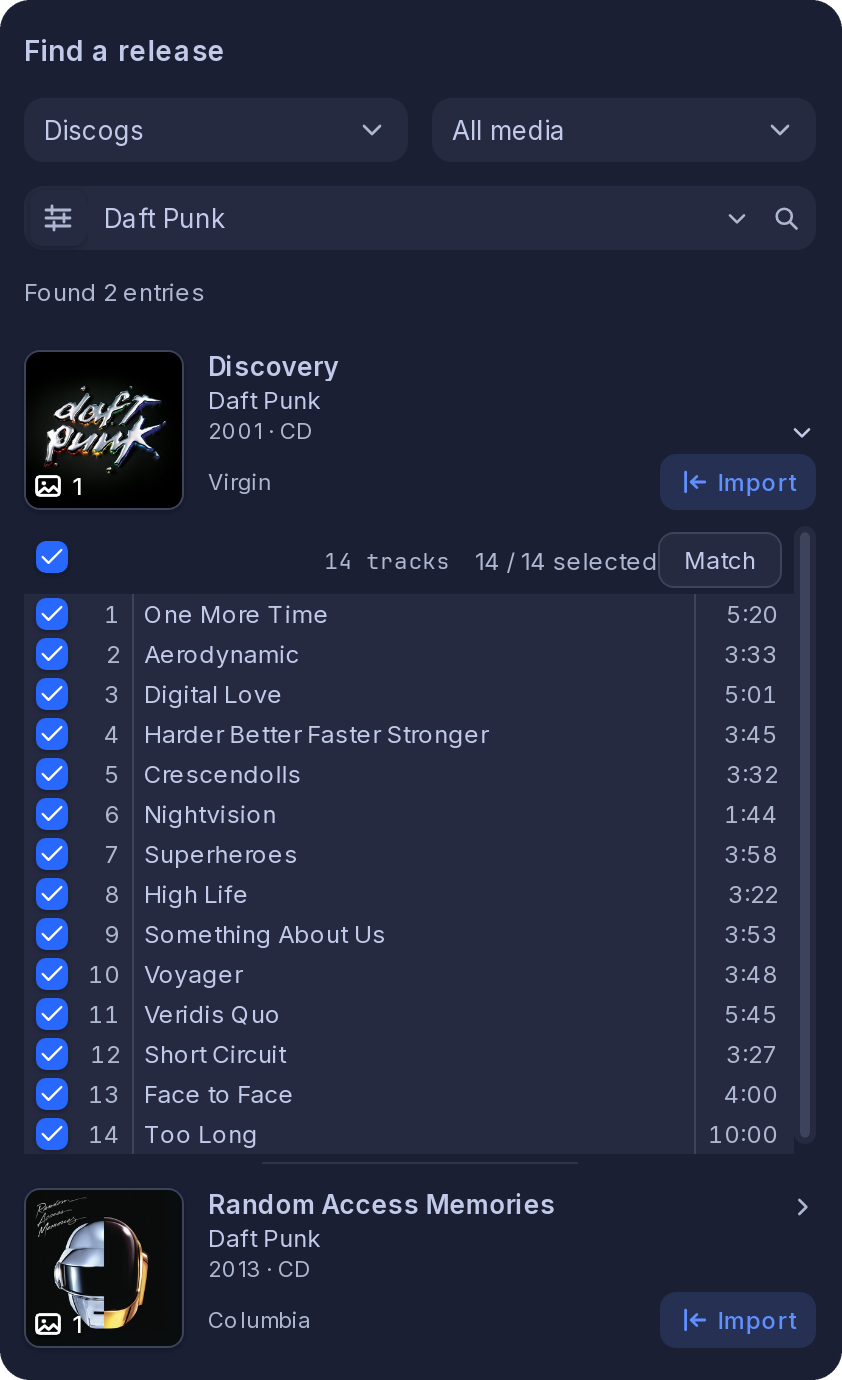 Find a release
Discogs All media
Daft Punk
Found 2 entries
daft punk
1
Discovery
Daft Punk
2001 · CD
Virgin
Import
14 tracks 14 / 14 selected Match
1 One More Time 5:20
2 Aerodynamic 3:33
3 Digital Love 5:01
4 Harder Better Faster Stronger 3:45
5 Crescendolls 3:32
6 Nightvision 1:44
7 Superheroes 3:58
8 High Life 3:22
9 Something About Us 3:53
10 Voyager 3:48
11 Veridis Quo 5:45
12 Short Circuit 3:27
13 Face to Face 4:00
14 Too Long 10:00
Random
Access
Memories
1
Random Access Memories
Daft Punk
2013 · CD
Columbia
Import